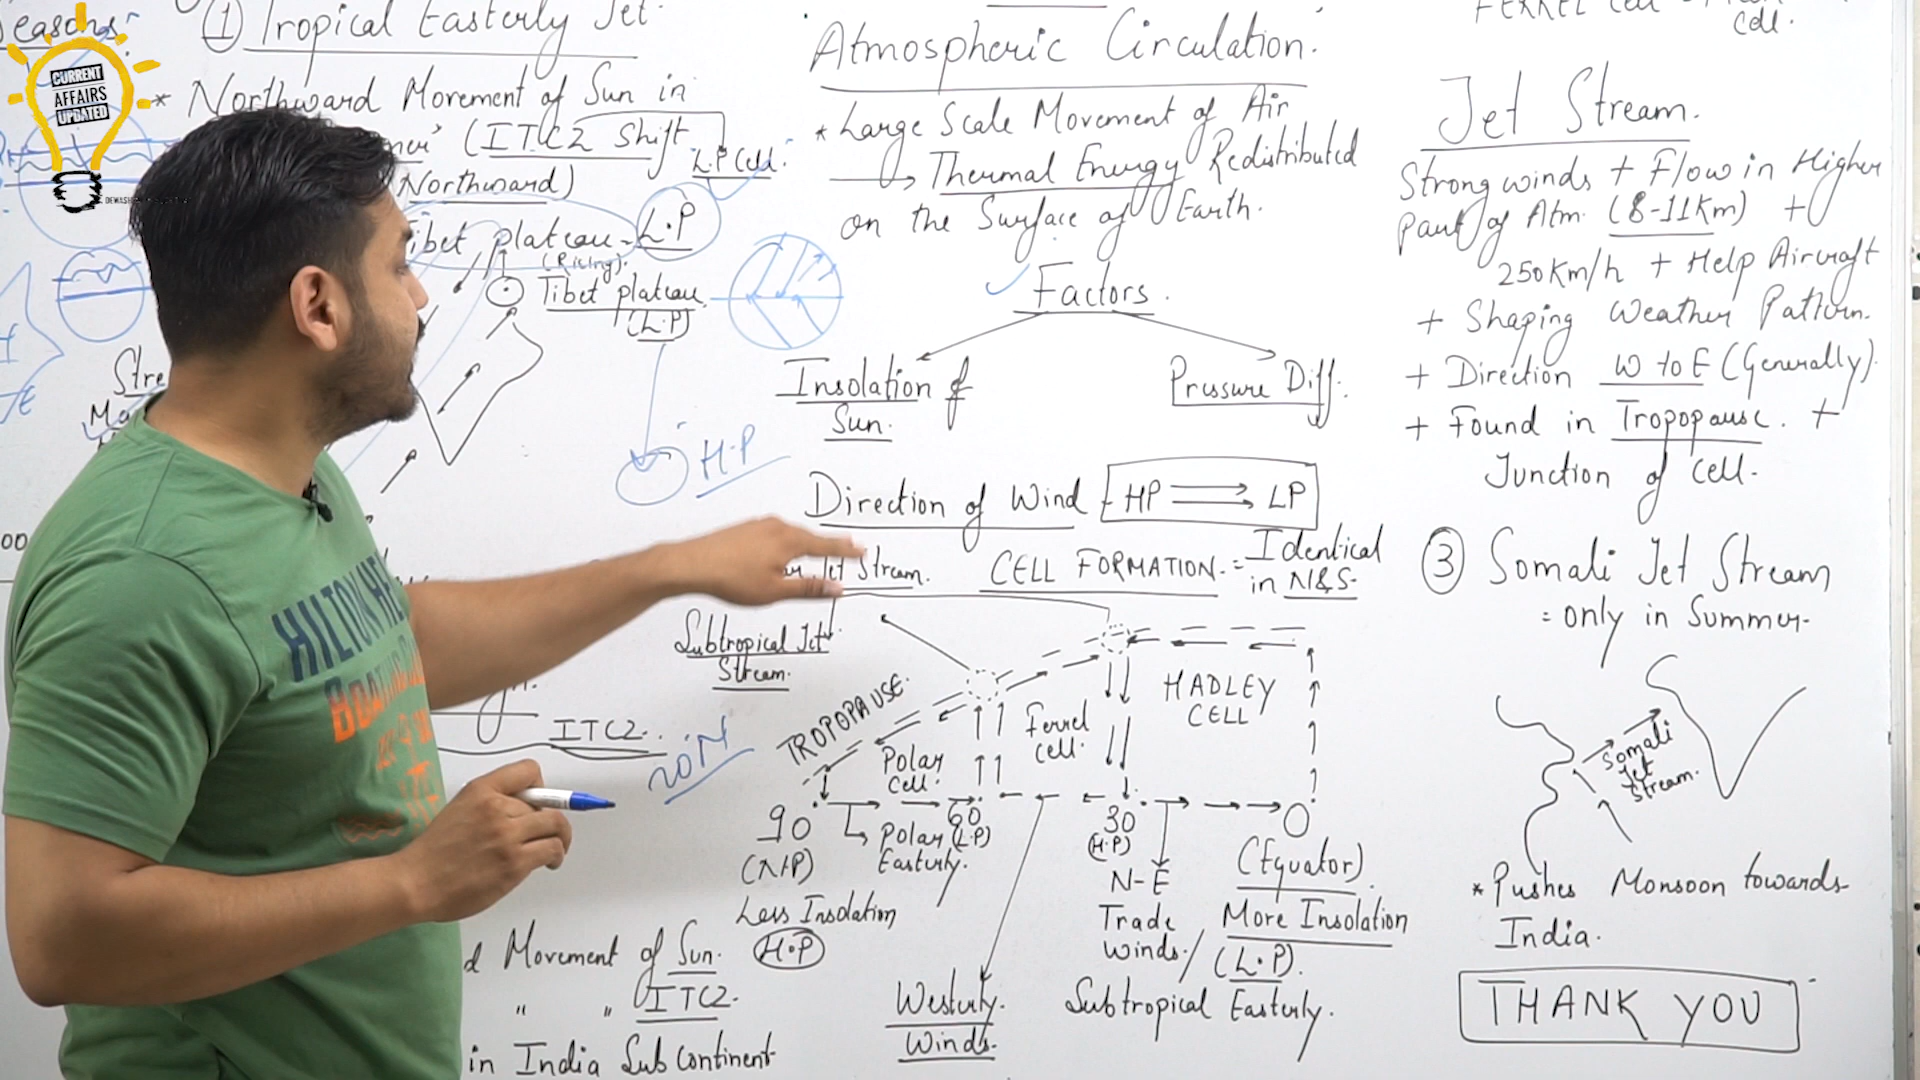 Seasons:
CURRENT
AFFAIRS
UPDATED
① Tropical Easterly Jet.
* Northward Movement of Sun in
(ITCZ Shift
Northward)
L.P Cell.
Tibet plateau - L.P
(Rising).
Tibet plateau
(L.P)
H.P
Stre
ITCZ.
20°N
d Movement of Sun.
" " ITCZ.
in India Sub Continent
Atmospheric Circulation.
* Large Scale Movement of Air
Thermal Energy Redistributed
on the Surface of Earth.
Factors.
Insolation of
Sun.
Pressure Diff.
Direction of Wind - HP LP
Jet Stream.
CELL FORMATION. = Identical
in N&S.
Subtropical Jet
Stream.
TROPOPAUSE.
Polar
Cell.
Ferrel
cell.
HADLEY
CELL
90
60
30
0
Polar
Easterly.
(L.P)
(H.P)
(Equator).
Less Insolation
H.P
N-E
Trade
winds.
More Insolation
(L.P).
Westerly
Winds.
Subtropical Easterly.
FERREL Cell
Cell.
Jet Stream.
Strong winds + Flow in Higher
part of Atm. (8-11Km) +
250Km/h + Help Aircraft
+ Shaping Weather Pattern.
+ Direction W to E (Generally).
+ Found in Tropopause. +
Junction of Cell.
③ Somali Jet Stream
= only in Summer.
Somali
Jet
Stream.
* Pushes Monsoon towards
India.
THANK YOU